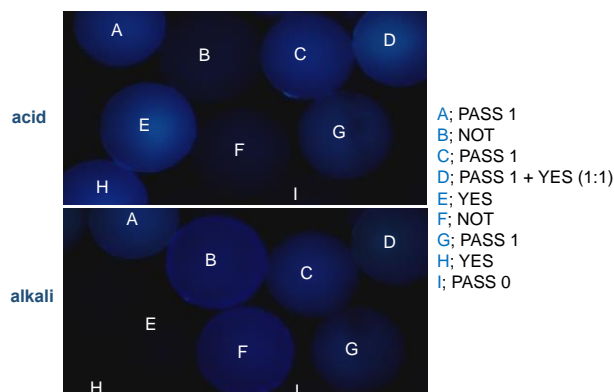 A
B
C
D
E
F
G
H
I
acid
A
B
C
D
E
F
G
H
I
alkali
A; PASS 1
B; NOT
C; PASS 1
D; PASS 1 + YES (1:1)
E; YES
F; NOT
G; PASS 1
H; YES
I; PASS 0